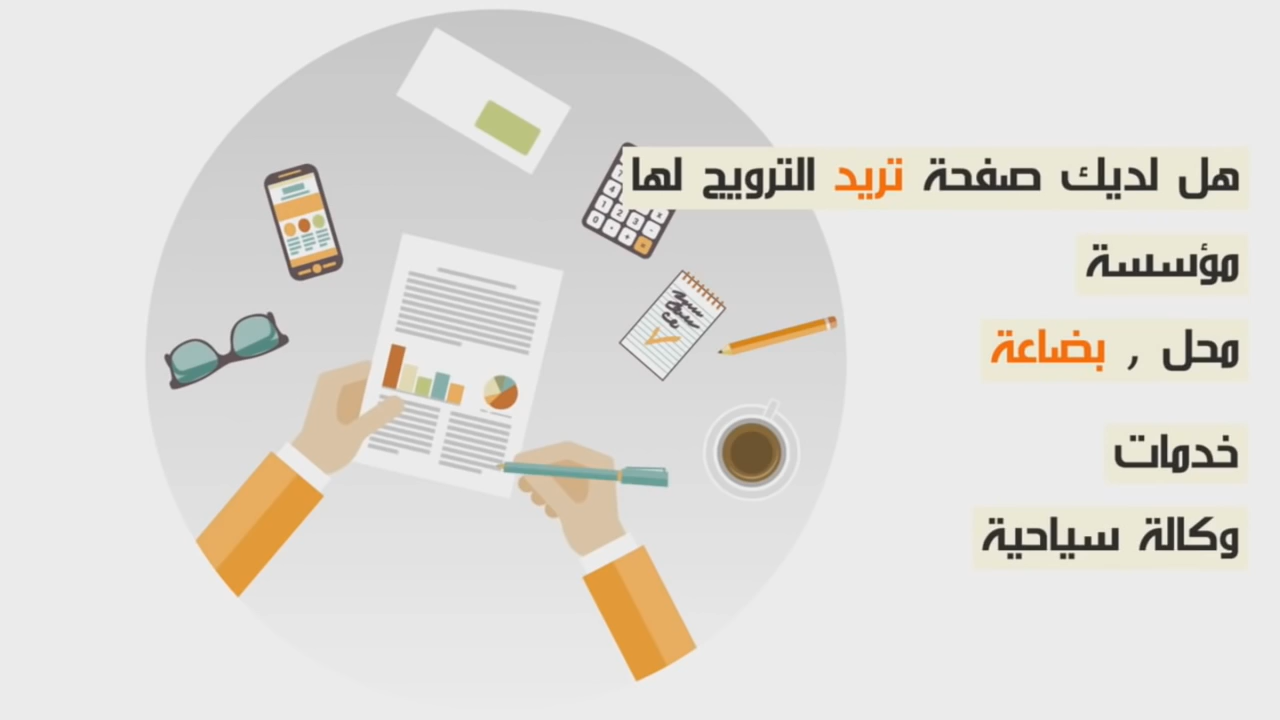 هل لديك صفحة تريد الترويج لها
مؤسسة
محل , بضاعة
خدمات
وكالة سياحية